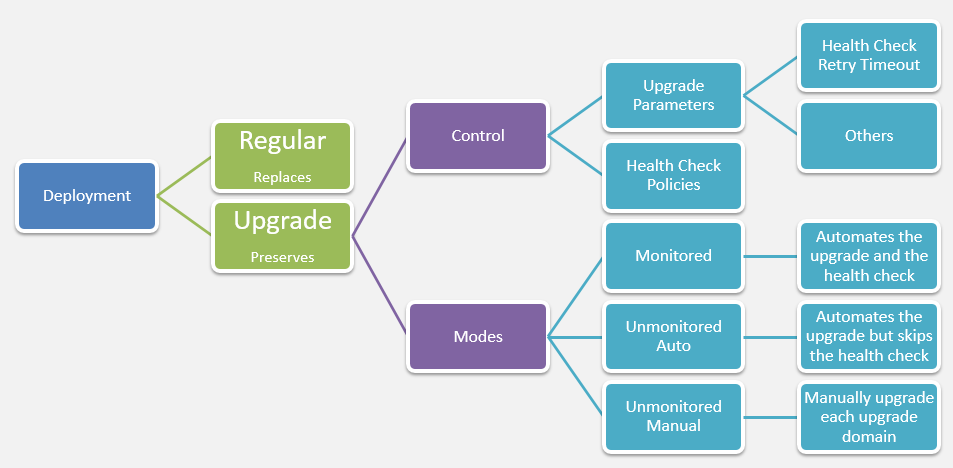 Deployment
Regular
Replaces
Upgrade
Preserves
Control
Modes
Upgrade
Parameters
Health Check
Policies
Monitored
Unmonitored
Auto
Unmonitored
Manual
Health Check
Retry Timeout
Others
Automates the
upgrade and the
health check
Automates the
upgrade but skips
the health check
Manually upgrade
each upgrade
domain